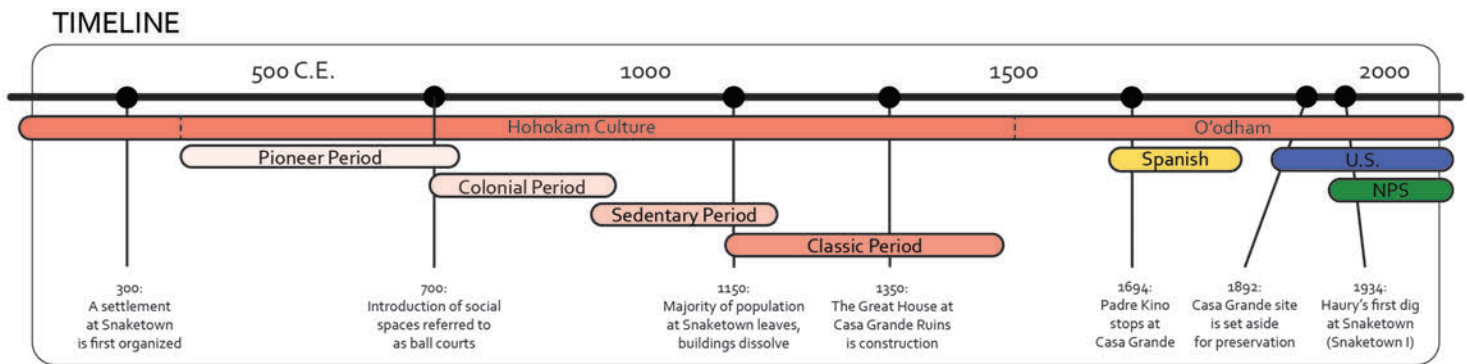 TIMELINE
500 C.E. 1000 1500 2000
Hohokam Culture O'odham
Pioneer Period Spanish U.S.
Colonial Period NPS
Sedentary Period
Classic Period
300:
A settlement
at Snaketown
is first organized
700:
Introduction of social
spaces referred to
as ball courts
1150:
Majority of population
at Snaketown leaves,
buildings dissolve
1350:
The Great House at
Casa Grande Ruins
is construction
1694:
Padre Kino
stops at
Casa Grande
1892:
Casa Grande site
is set aside
for preservation
1934:
Haury's first dig
at Snaketown
(Snaketown I)